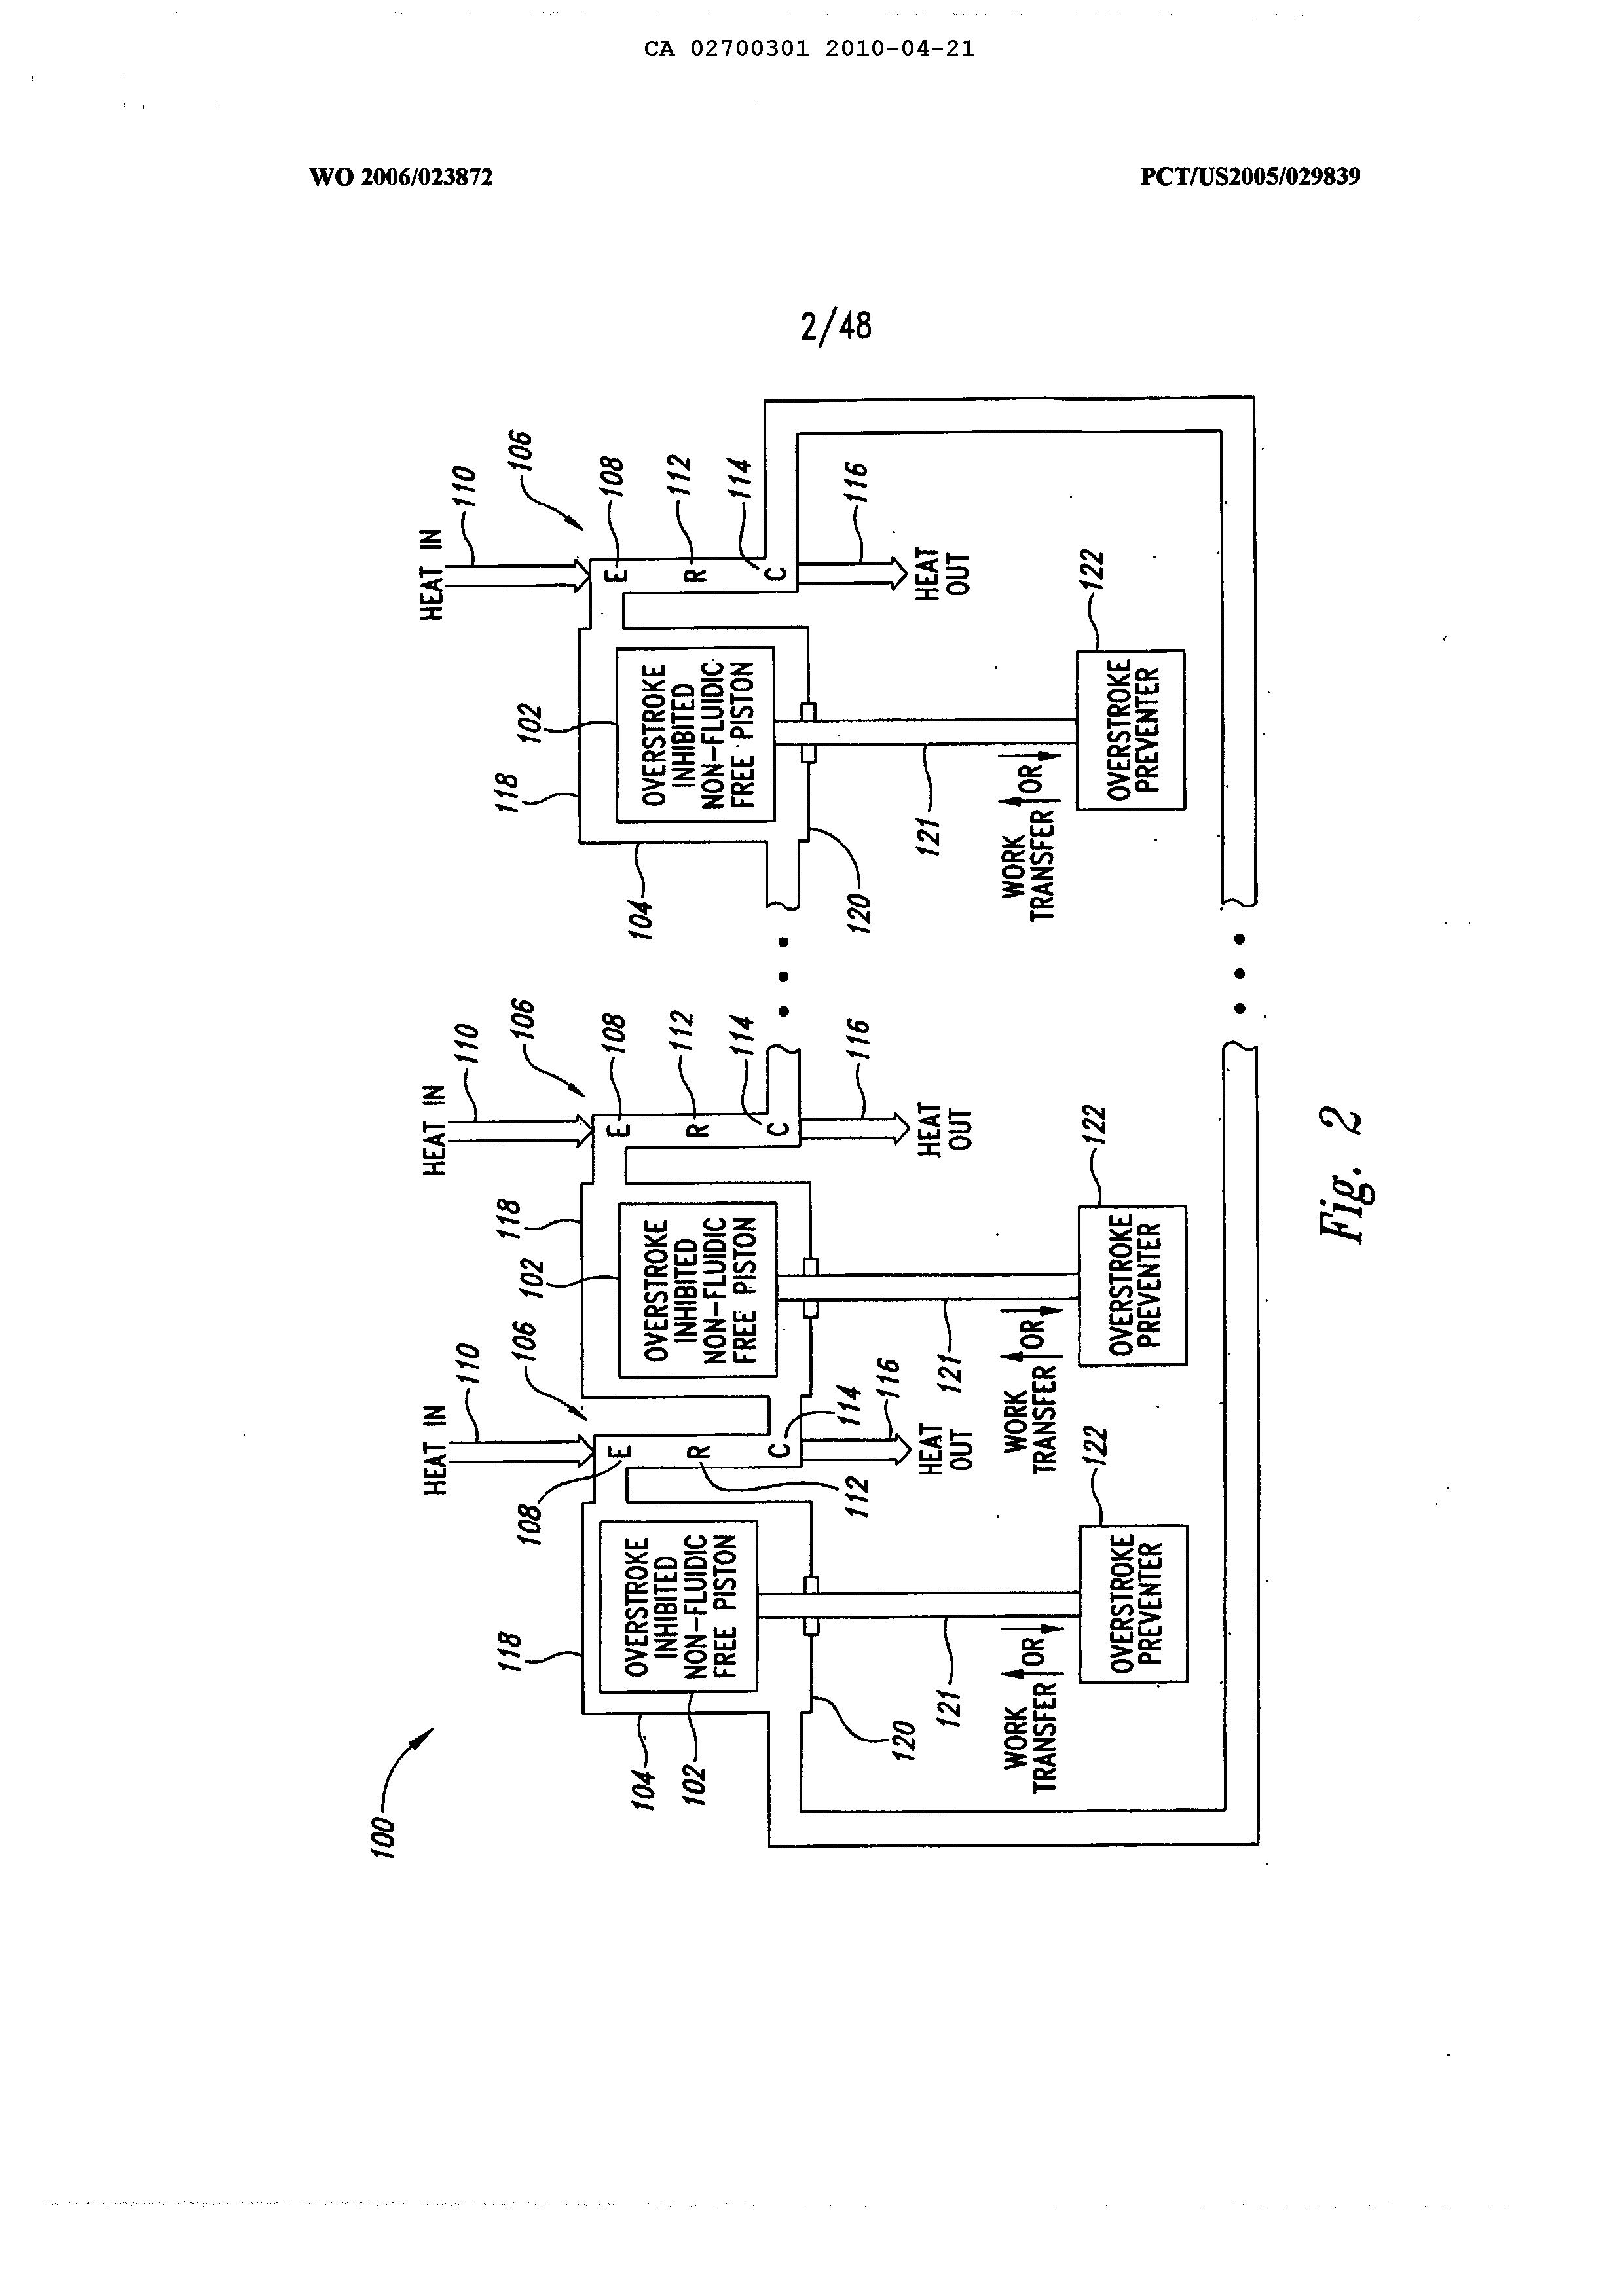 CA 02700301 2010-04-21
WO 2006/023872
PCT/US2005/029839
2/48
100
HEAT IN
110
106
118
108
E
R
C
112
114
116
HEAT
OUT
OVERSTROKE
INHIBITED
NON-FLUIDIC
FREE PISTON
104
102
120
121
WORK
TRANSFER
OR
122
OVERSTROKE
PREVENTER
HEAT IN
110
106
118
102
108
E
R
C
112
114
116
HEAT
OUT
OVERSTROKE
INHIBITED
NON-FLUIDIC
FREE PISTON
121
WORK
TRANSFER
OR
122
OVERSTROKE
PREVENTER
HEAT IN
110
106
118
102
108
E
R
C
112
114
116
HEAT
OUT
OVERSTROKE
INHIBITED
NON-FLUIDIC
FREE PISTON
104
120
121
WORK
TRANSFER
OR
122
OVERSTROKE
PREVENTER
Fig. 2